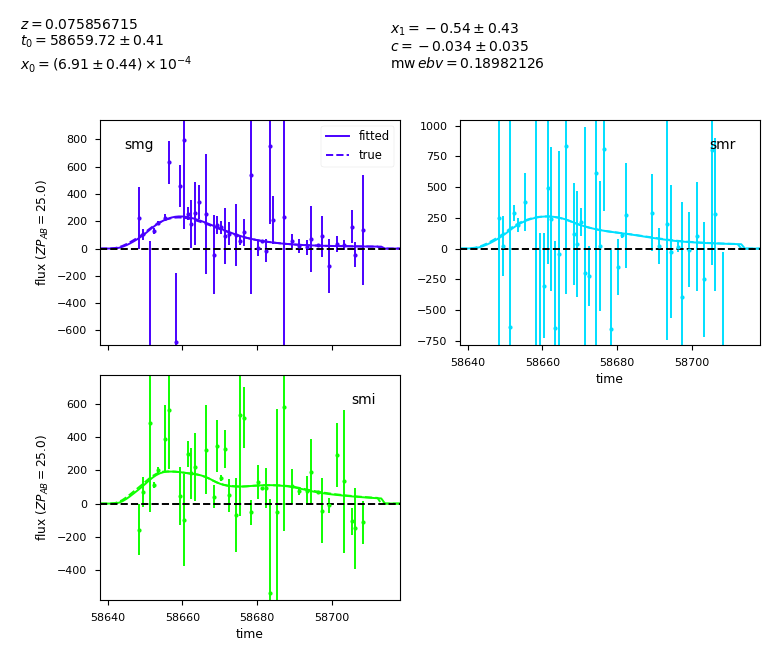 z = 0.075856715
t₀ = 58659.72 ± 0.41
x₀ = (6.91 ± 0.44) × 10⁻⁴
x₁ = −0.54 ± 0.43
c = −0.034 ± 0.035
mw ebv = 0.18982126
smg
fitted
true
800
600
400
200
0
−200
−400
−600
flux (ZP_AB = 25.0)
smr
1000
750
500
250
0
−250
−500
−750
58640 58660 58680 58700
time
smi
600
400
200
0
−200
−400
flux (ZP_AB = 25.0)
58640 58660 58680 58700
time